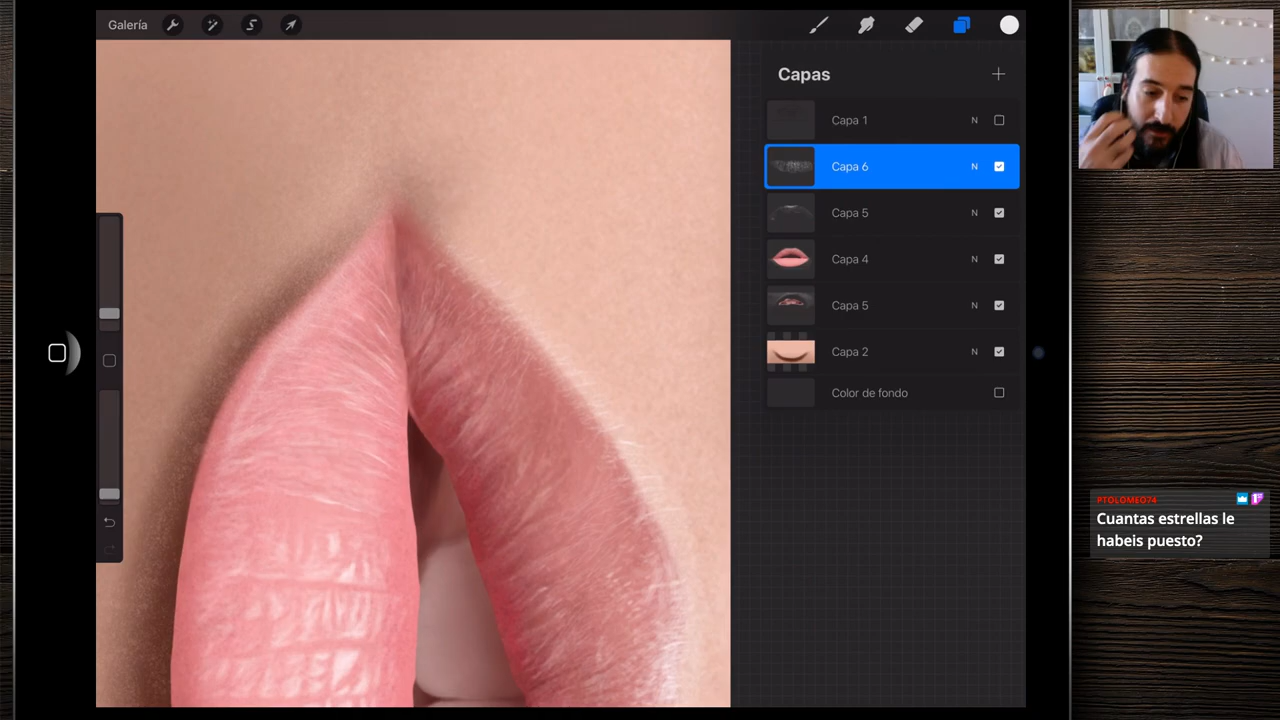 Galería
Capas
Capa 1 N
Capa 6 N
Capa 5 N
Capa 4 N
Capa 5 N
Capa 2 N
Color de fondo
PTOLOMEO74
Cuantas estrellas le
habeis puesto?